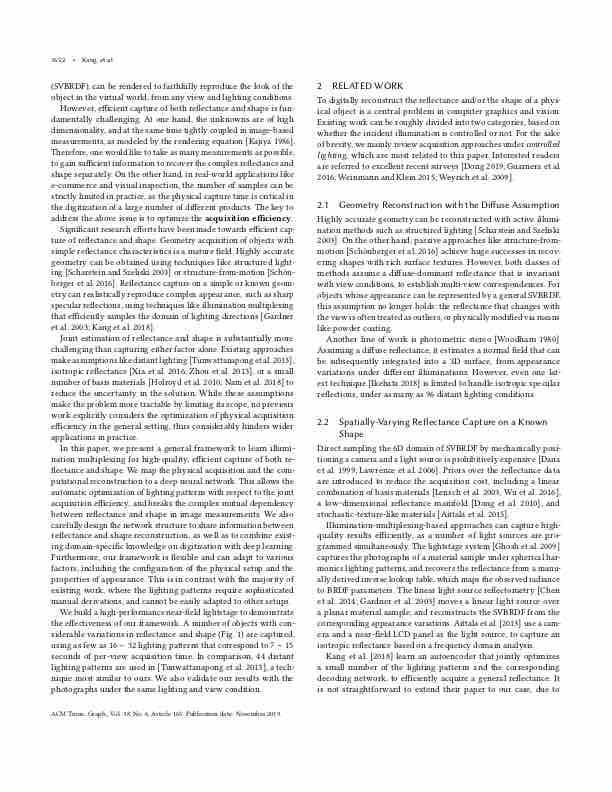 165:2 • Kang, et al.
(SVBRDF), can be rendered to faithfully reproduce the look of the
object in the virtual world, from any view and lighting conditions.
However, efficient capture of both reflectance and shape is fun-
damentally challenging. At one hand, the unknowns are of high
dimensionality, and at the same time tightly coupled in image-based
measurements, as modeled by the rendering equation [Kajiya 1986].
Therefore, one would like to take as many measurements as possible,
to gain sufficient information to recover the complex reflectance and
shape separately. On the other hand, in real-world applications like
e-commerce and visual inspection, the number of samples can be
strictly limited in practice, as the physical capture time is critical in
the digitization of a large number of different products. The key to
address the above issue is to optimize the acquisition efficiency.
Significant research efforts have been made towards efficient cap-
ture of reflectance and shape. Geometry acquisition of objects with
simple reflectance characteristics is a mature field. Highly accurate
geometry can be obtained using techniques like structured light-
ing [Scharstein and Szeliski 2003] or structure-from-motion [Schön-
berger et al. 2016]. Reflectance capture on a simple or known geom-
etry can realistically reproduce complex appearance, such as sharp
specular reflections, using techniques like illumination multiplexing
that efficiently samples the domain of lighting directions [Gardner
et al. 2003; Kang et al. 2018].
Joint estimation of reflectance and shape is substantially more
challenging than capturing either factor alone. Existing approaches
make assumptions like distant lighting [Tunwattanapong et al. 2013],
isotropic reflectance [Xia et al. 2016; Zhou et al. 2013], or a small
number of basis materials [Holroyd et al. 2010; Nam et al. 2018] to
reduce the uncertainty in the solution. While these assumptions
make the problem more tractable by limiting its scope, no previous
work explicitly considers the optimization of physical acquisition
efficiency in the general setting, thus considerably hinders wider
applications in practice.
In this paper, we present a general framework to learn illumi-
nation multiplexing for high-quality, efficient capture of both re-
flectance and shape. We map the physical acquisition and the com-
putational reconstruction to a deep neural network. This allows the
automatic optimization of lighting patterns with respect to the joint
acquisition efficiency, and breaks the complex mutual dependency
between reflectance and shape in image measurements. We also
carefully design the network structure to share information between
reflectance and shape reconstruction, as well as to combine exist-
ing domain-specific knowledge on digitization with deep learning.
Furthermore, our framework is flexible and can adapt to various
factors, including the configuration of the physical setup and the
properties of appearance. This is in contrast with the majority of
existing work, where the lighting patterns require sophisticated
manual derivations, and cannot be easily adapted to other setups.
We build a high-performance near-field lightstage to demonstrate
the effectiveness of our framework. A number of objects with con-
siderable variations in reflectance and shape (Fig. 1) are captured,
using as few as 16 ∼ 32 lighting patterns that correspond to 7 ∼ 15
seconds of per-view acquisition time. In comparison, 44 distant
lighting patterns are used in [Tunwattanapong et al. 2013], a tech-
nique most similar to ours. We also validate our results with the
photographs under the same lighting and view condition.
2 RELATED WORK
To digitally reconstruct the reflectance and/or the shape of a phys-
ical object is a central problem in computer graphics and vision.
Existing work can be roughly divided into two categories, based on
whether the incident illumination is controlled or not. For the sake
of brevity, we mainly review acquisition approaches under controlled
lighting, which are most related to this paper. Interested readers
are referred to excellent recent surveys [Dong 2019; Guarnera et al.
2016; Weinmann and Klein 2015; Weyrich et al. 2009].
2.1 Geometry Reconstruction with the Diffuse Assumption
Highly accurate geometry can be reconstructed with active illumi-
nation methods such as structured lighting [Scharstein and Szeliski
2003]. On the other hand, passive approaches like structure-from-
motion [Schönberger et al. 2016] achieve huge successes in recov-
ering shapes with rich surface textures. However, both classes of
methods assume a diffuse-dominant reflectance that is invariant
with view conditions, to establish multi-view correspondences. For
objects whose appearance can be represented by a general SVBRDF,
this assumption no longer holds: the reflectance that changes with
the view is often treated as outliers, or physically modified via means
like powder coating.
Another line of work is photometric stereo [Woodham 1980].
Assuming a diffuse reflectance, it estimates a normal field that can
be subsequently integrated into a 3D surface, from appearance
variations under different illuminations. However, even one lat-
est technique [Ikehata 2018] is limited to handle isotropic specular
reflections, under as many as 96 distant lighting conditions.
2.2 Spatially-Varying Reflectance Capture on a Known
Shape
Direct sampling the 6D domain of SVBRDF by mechanically posi-
tioning a camera and a light source is prohibitively expensive [Dana
et al. 1999; Lawrence et al. 2006]. Priors over the reflectance data
are introduced to reduce the acquisition cost, including a linear
combination of basis materials [Lensch et al. 2003; Wu et al. 2016],
a low-dimensional reflectance manifold [Dong et al. 2010], and
stochastic-texture-like materials [Aittala et al. 2015].
Illumination-multiplexing-based approaches can capture high-
quality results efficiently, as a number of light sources are pro-
grammed simultaneously. The lightstage system [Ghosh et al. 2009]
captures the photographs of a material sample under spherical har-
monics lighting patterns, and recovers the reflectance from a manu-
ally derived inverse lookup table, which maps the observed radiance
to BRDF parameters. The linear light source reflectometry [Chen
et al. 2014; Gardner et al. 2003] moves a linear light source over
a planar material sample, and reconstructs the SVBRDF from the
corresponding appearance variations. Aittala et al. [2013] use a cam-
era and a near-field LCD panel as the light source, to capture an
isotropic reflectance based on a frequency domain analysis.
Kang et al. [2018] learn an autoencoder that jointly optimizes
a small number of the lighting patterns and the corresponding
decoding network, to efficiently acquire a general reflectance. It
is not straightforward to extend their paper to our case, due to
ACM Trans. Graph., Vol. 38, No. 6, Article 165. Publication date: November 2019.